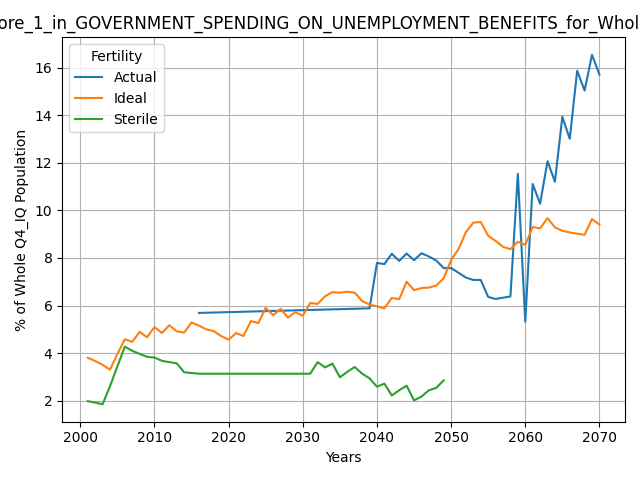 ore_1_in_GOVERNMENT_SPENDING_ON_UNEMPLOYMENT_BENEFITS_for_Whol
Fertility
Actual
Ideal
Sterile
% of Whole Q4_IQ Population
16
14
12
10
8
6
4
2
2000 2010 2020 2030 2040 2050 2060 2070
Years